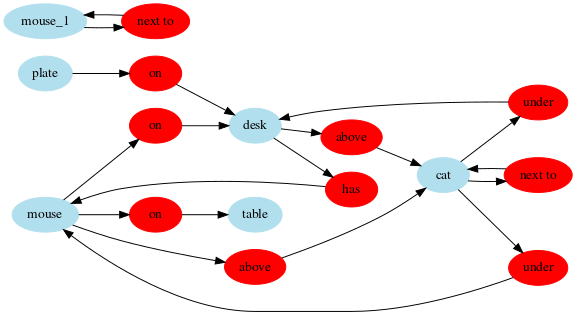 mouse_1
next to
plate
on
on
desk
above
under
cat
next to
has
mouse
on
table
above
under